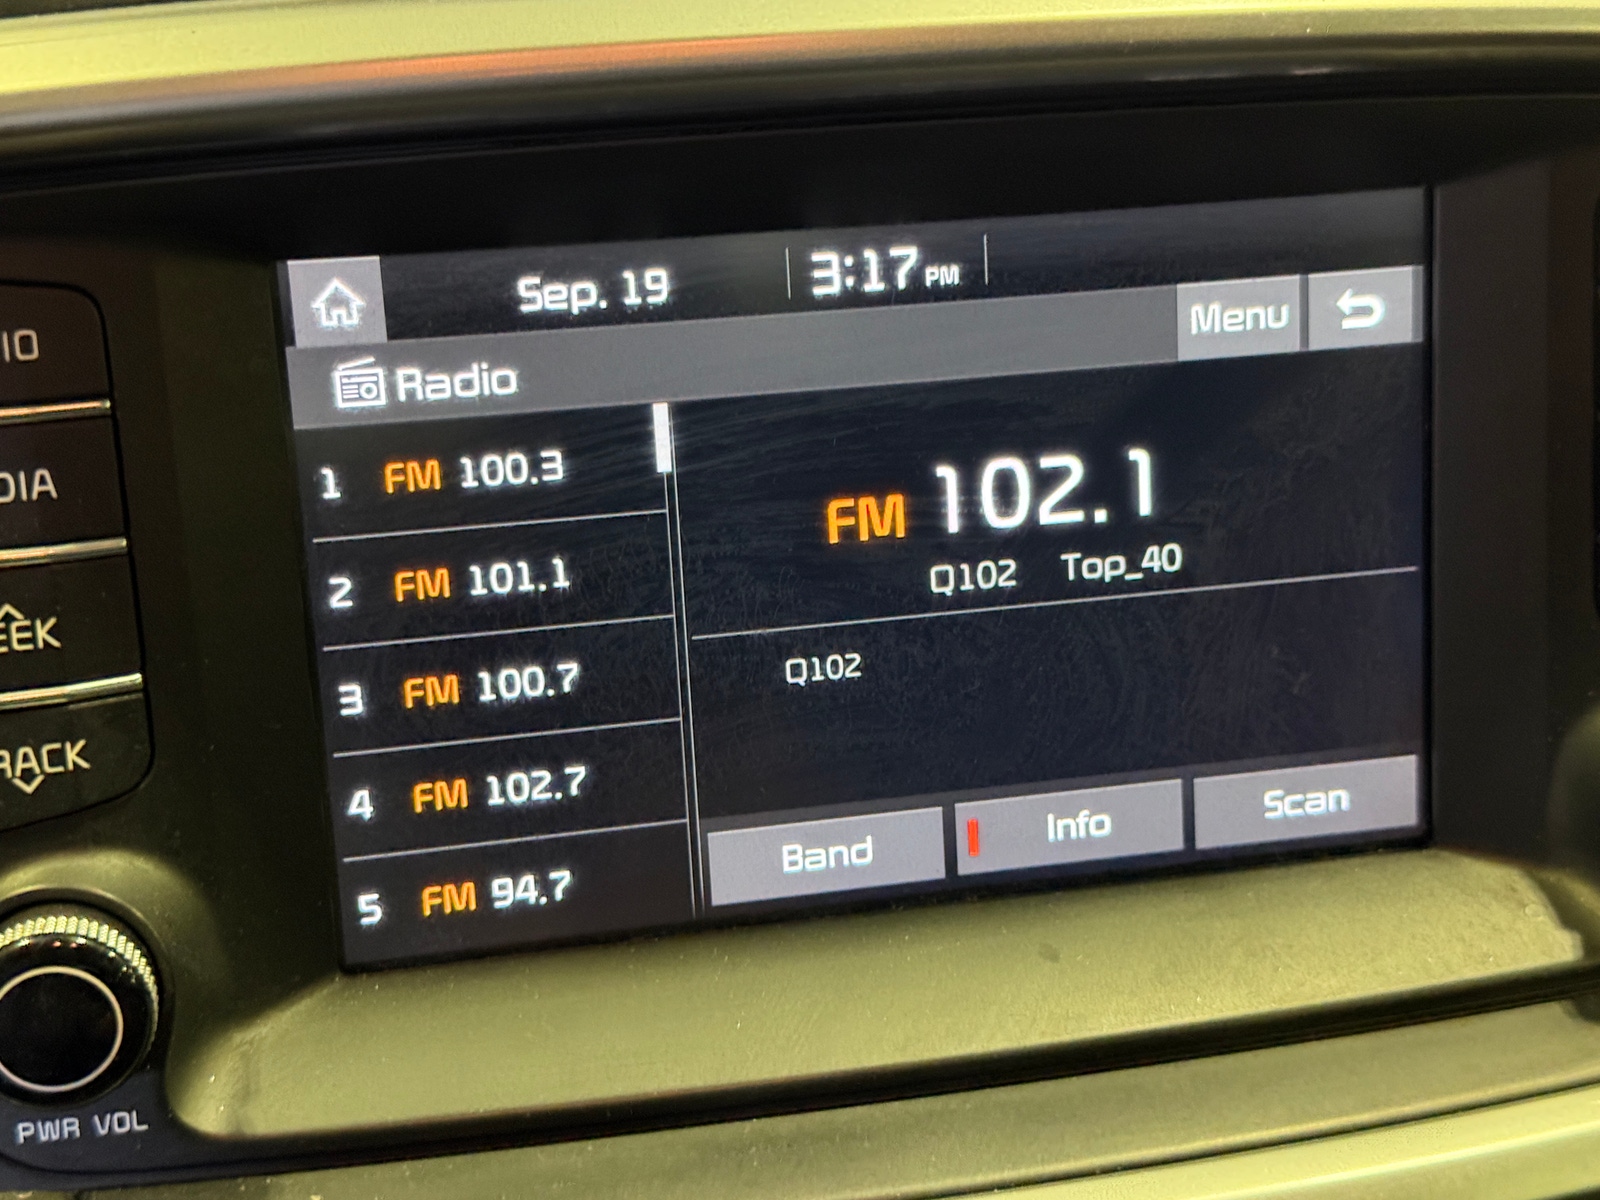 Sep. 19 3:17 PM
Menu
Radio
1 FM 100.3
2 FM 101.1
3 FM 100.7
4 FM 102.7
5 FM 94.7
FM 102.1
Q102 Top_40
Q102
Band Info Scan
PWR VOL